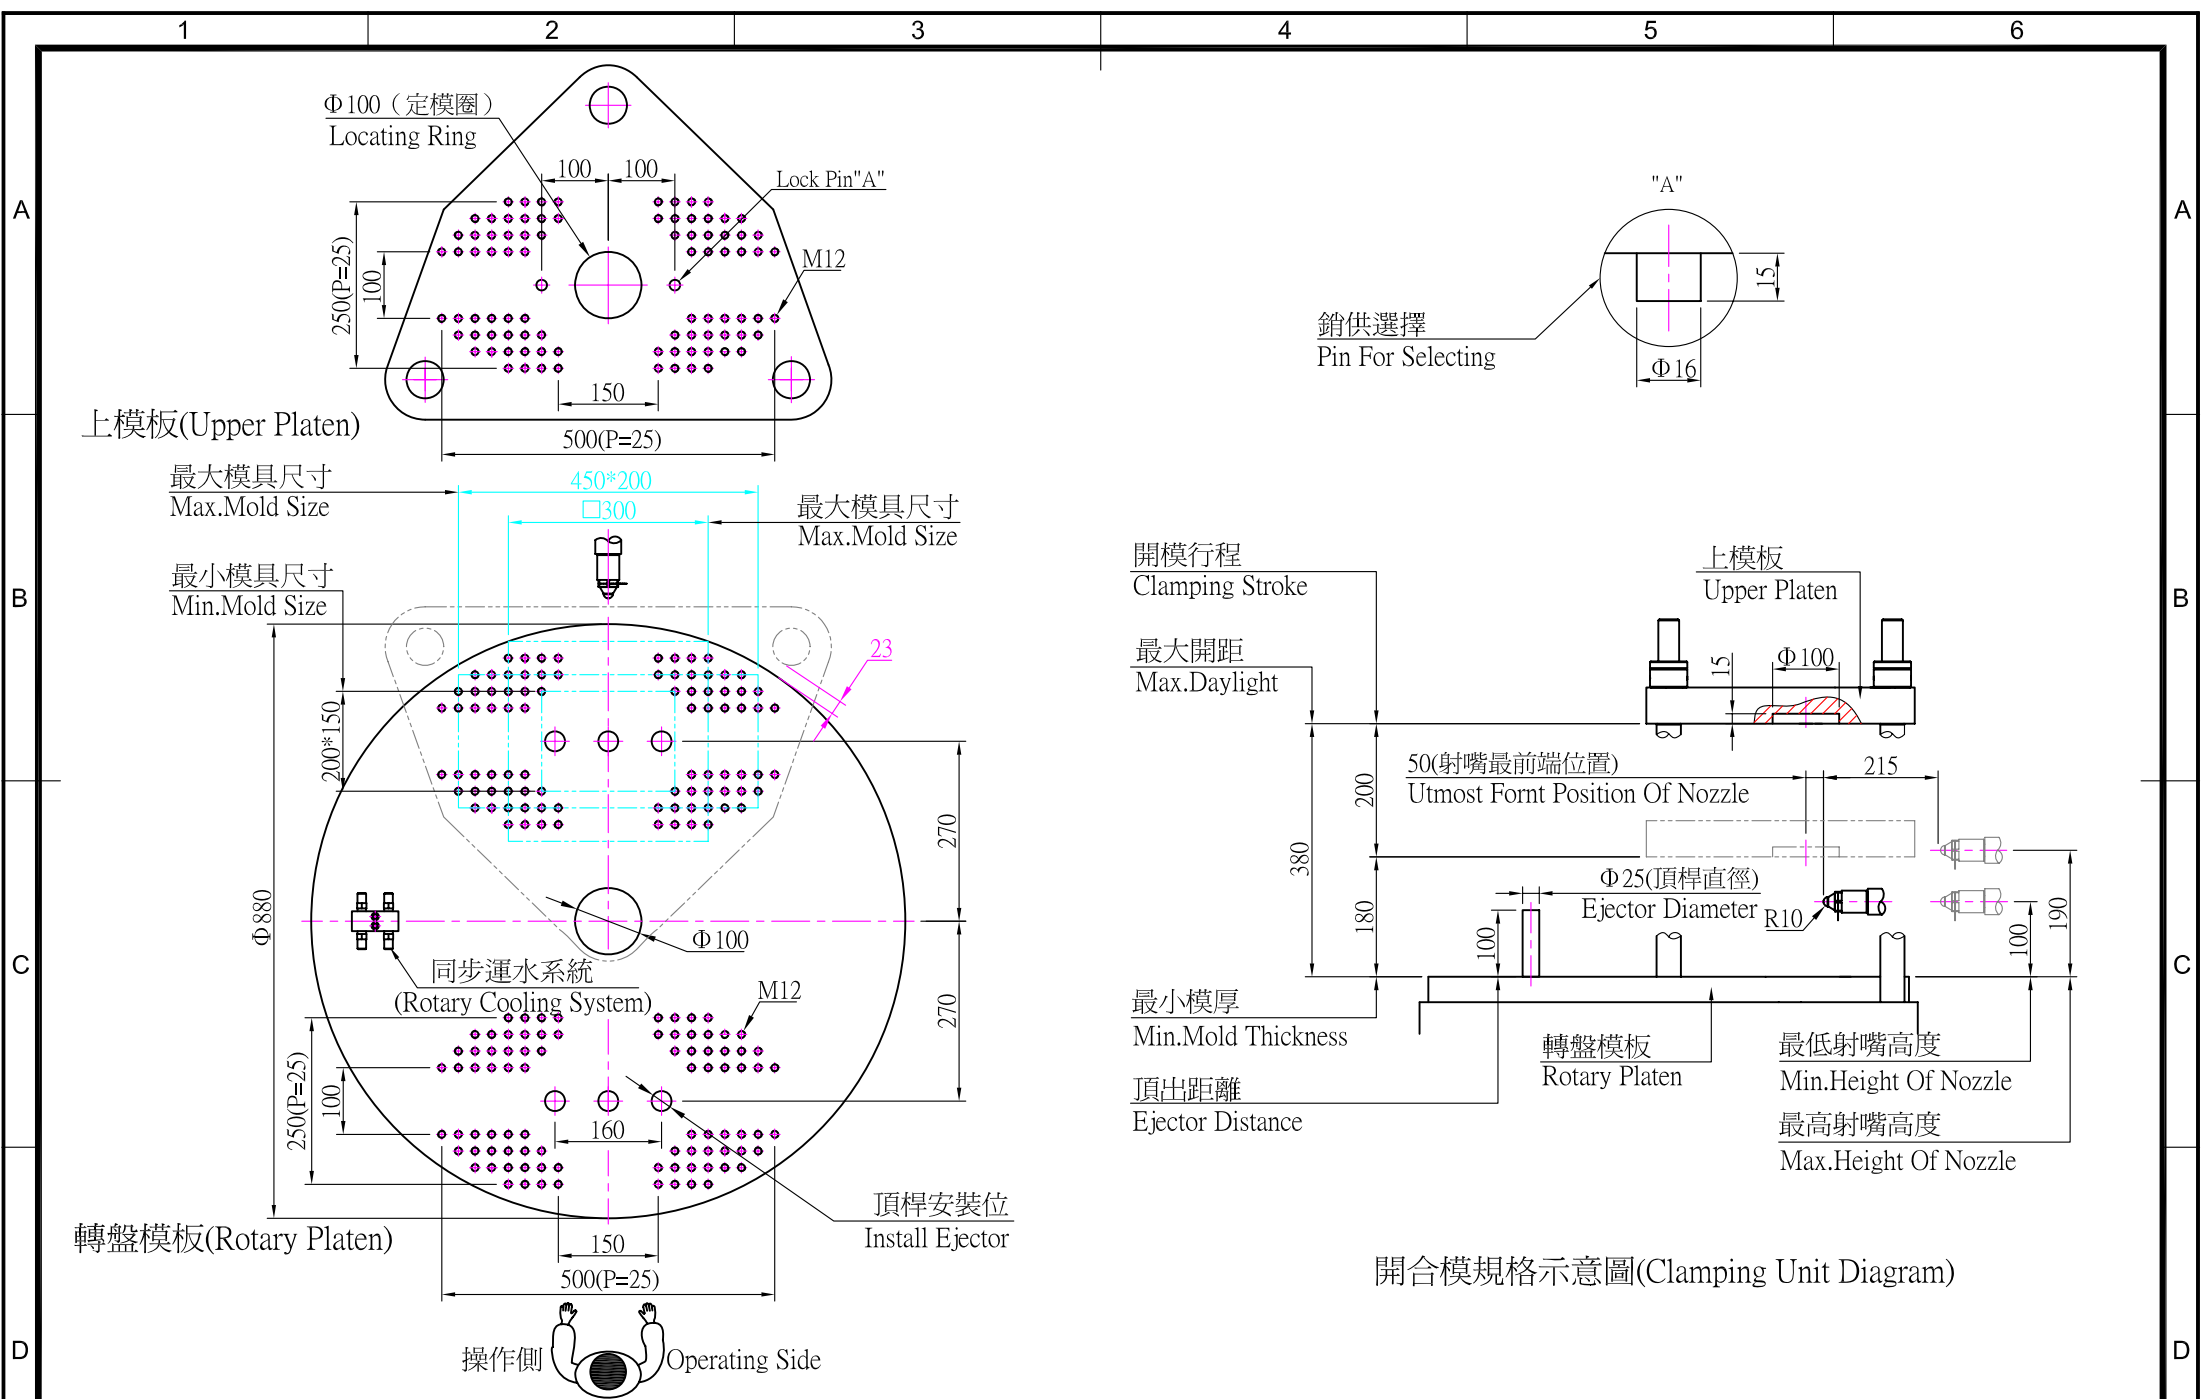 1 2 3 4 5 6
A
B
C
D
A
B
C
D
Φ100（定模圈）
Locating Ring
100
100
Lock Pin"A"
M12
250(P=25)
100
150
500(P=25)
上模板(Upper Platen)
"A"
15
Φ16
銷供選擇
Pin For Selecting
最大模具尺寸
Max.Mold Size
450*200
□300
最大模具尺寸
Max.Mold Size
最小模具尺寸
Min.Mold Size
23
200*150
270
270
Φ880
Φ100
同步運水系統
(Rotary Cooling System)
M12
250(P=25)
100
160
頂桿安裝位
Install Ejector
150
500(P=25)
轉盤模板(Rotary Platen)
操作側
Operating Side
開模行程
Clamping Stroke
最大開距
Max.Daylight
上模板
Upper Platen
15
Φ100
50(射嘴最前端位置)
Utmost Fornt Position Of Nozzle
215
200
380
180
Φ25(頂桿直徑)
Ejector Diameter
R10
100
100
190
最小模厚
Min.Mold Thickness
頂出距離
Ejector Distance
轉盤模板
Rotary Platen
最低射嘴高度
Min.Height Of Nozzle
最高射嘴高度
Max.Height Of Nozzle
開合模規格示意圖(Clamping Unit Diagram)